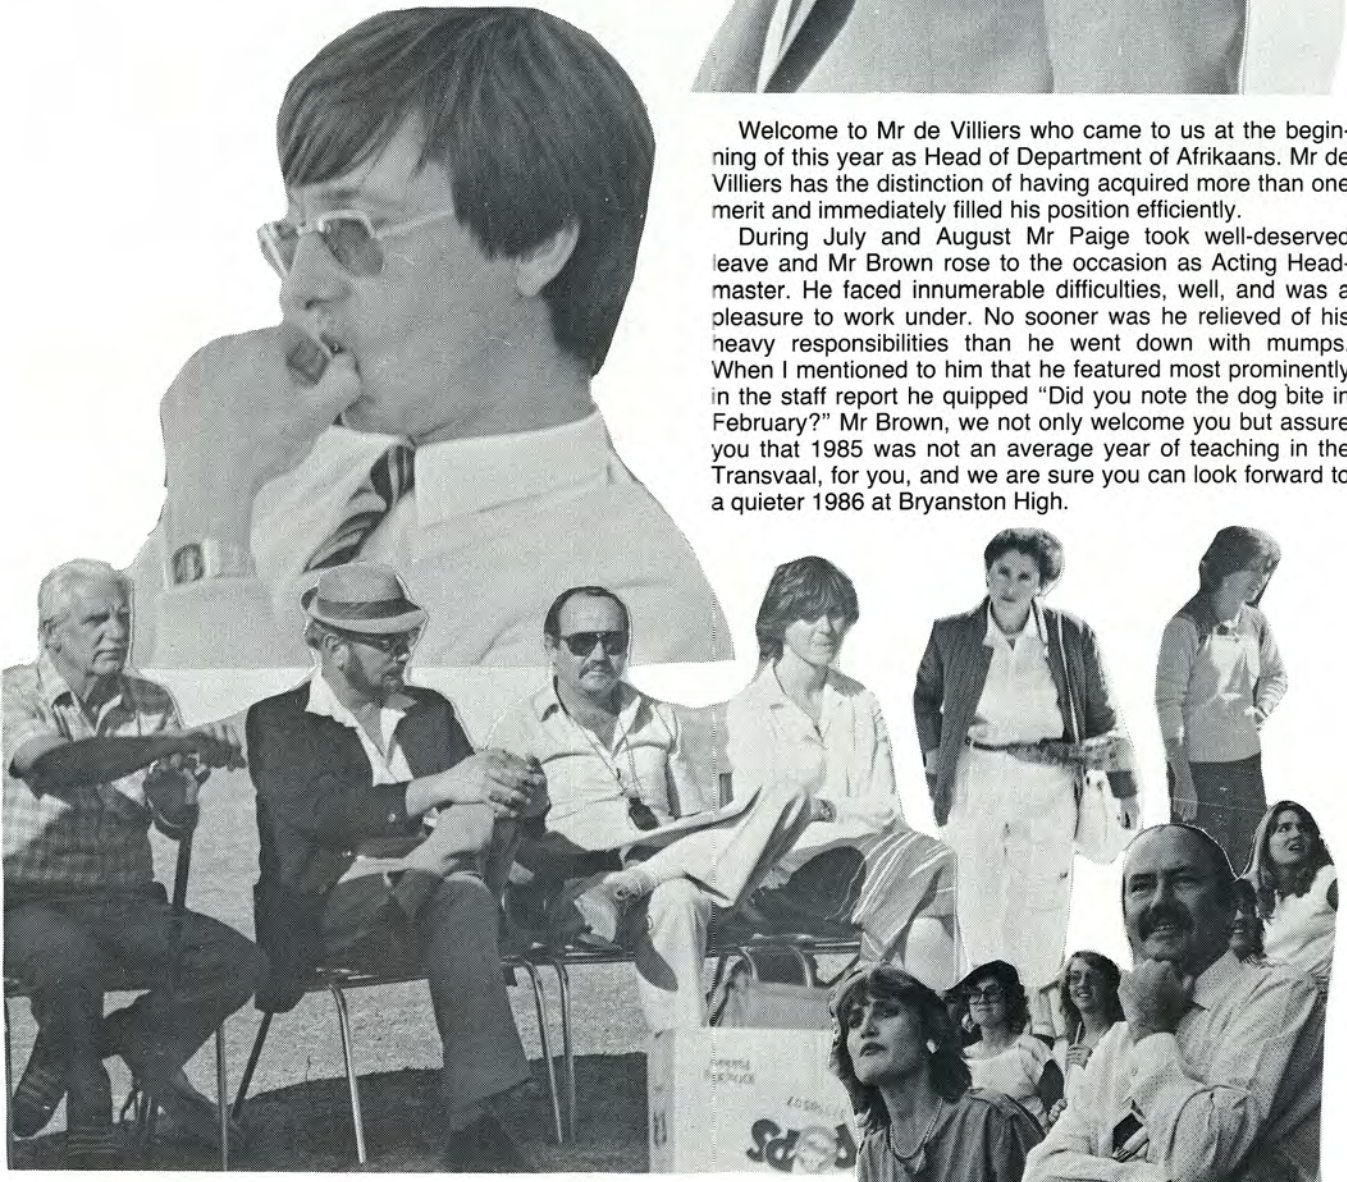 Welcome to Mr de Villiers who came to us at the begin-
ning of this year as Head of Department of Afrikaans. Mr de
Villiers has the distinction of having acquired more than one
merit and immediately filled his position efficiently.
During July and August Mr Paige took well-deserved
leave and Mr Brown rose to the occasion as Acting Head-
master. He faced innumerable difficulties, well, and was a
pleasure to work under. No sooner was he relieved of his
heavy responsibilities than he went down with mumps.
When I mentioned to him that he featured most prominently
in the staff report he quipped “Did you note the dog bite in
February?” Mr Brown, we not only welcome you but assure
you that 1985 was not an average year of teaching in the
Transvaal, for you, and we are sure you can look forward to
a quieter 1986 at Bryanston High.